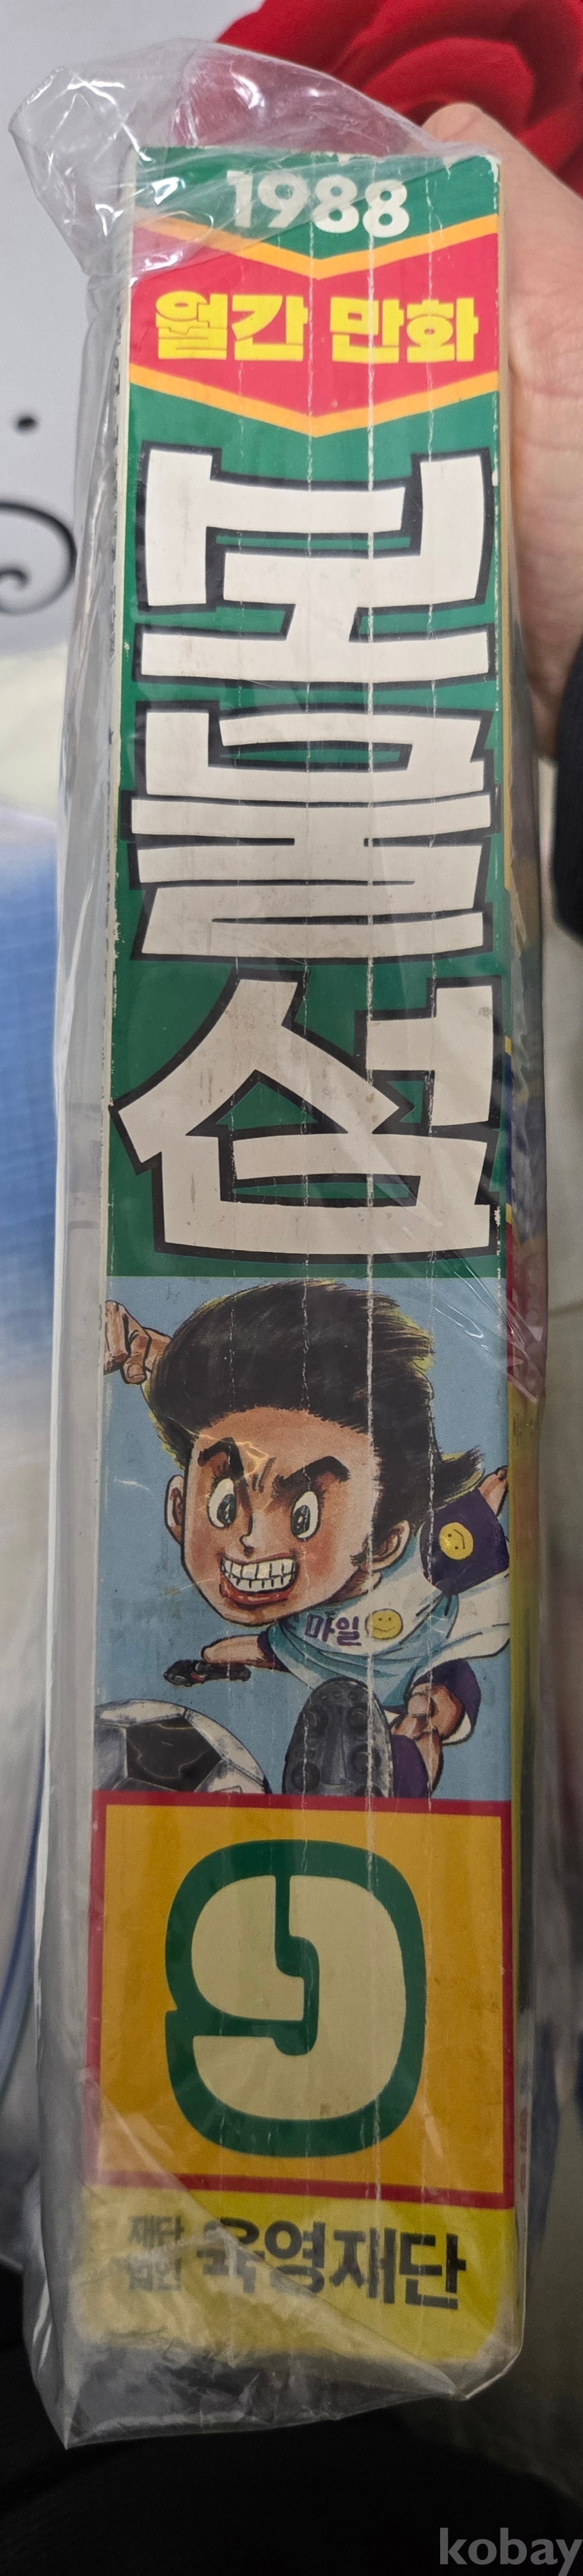 1988
월간 만화
보물섬
마일
9
재단
법인 육영재단
kobay